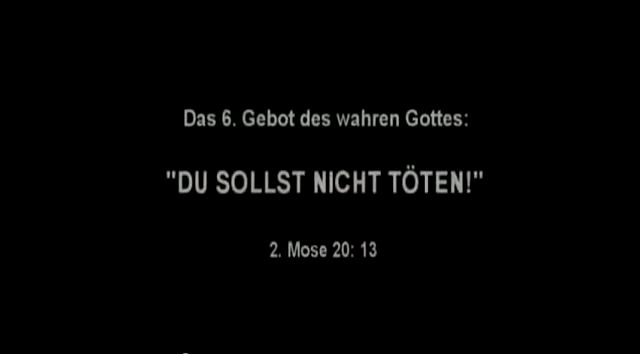 Das 6. Gebot des wahren Gottes:
"DU SOLLST NICHT TÖTEN!"
2. Mose 20: 13